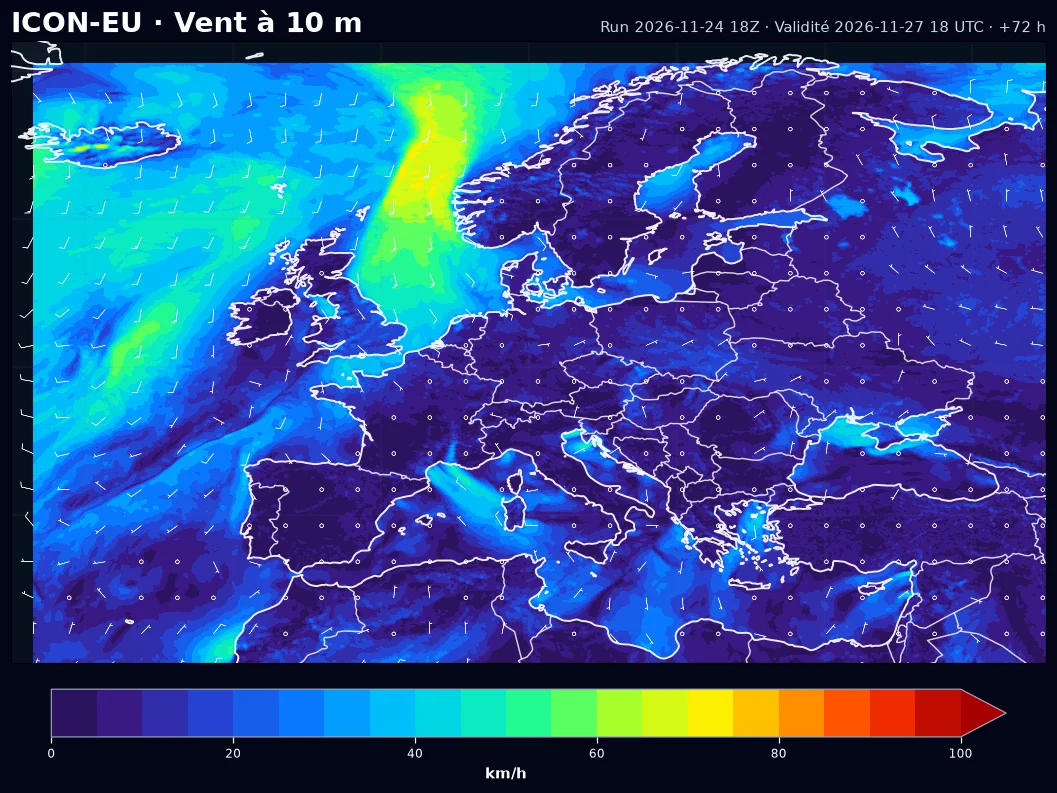 ICON-EU · Vent à 10 m
Run 2026-11-24 18Z · Validité 2026-11-27 18 UTC · +72 h
0 20 40 60 80 100
km/h